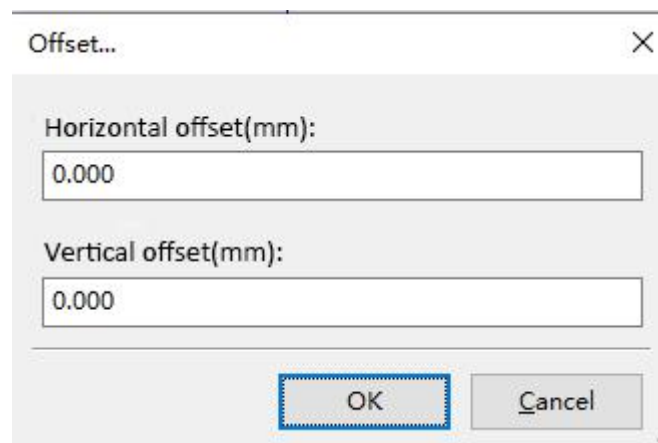 Offset...
Horizontal offset(mm):
0.000
Vertical offset(mm):
0.000
OK
Cancel